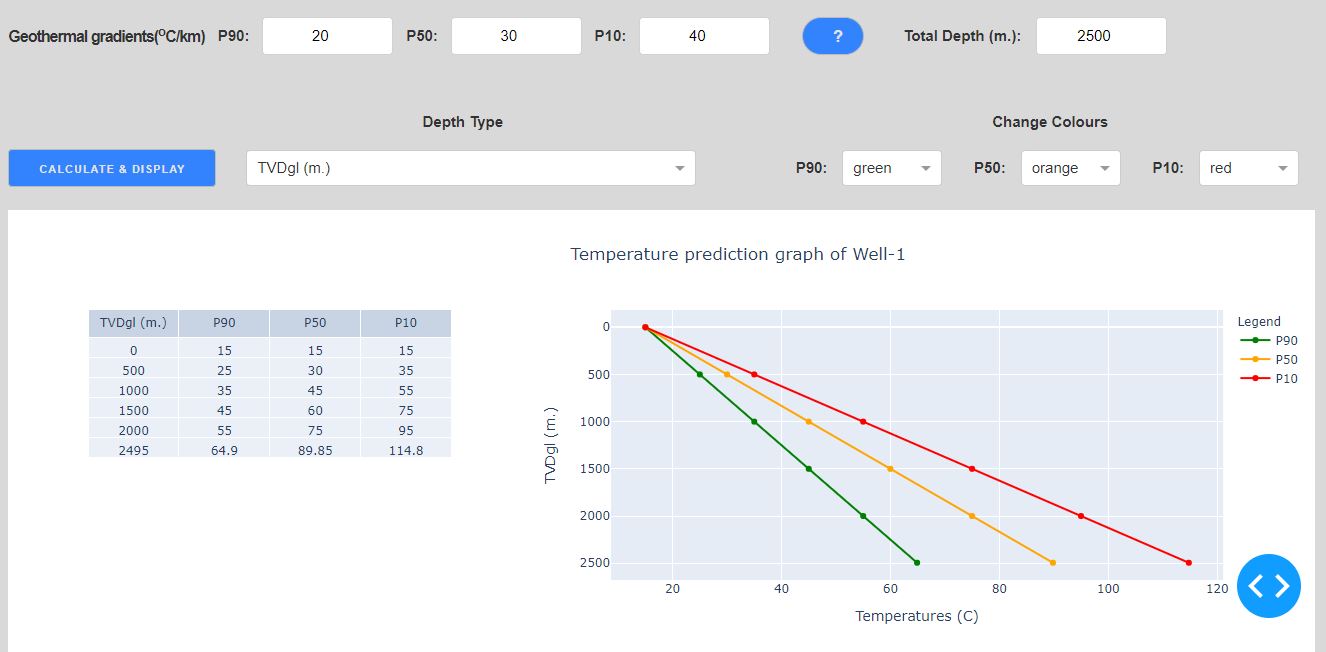 Geothermal gradients(ºC/km) P90: 20 P50: 30 P10: 40 ? Total Depth (m.): 2500
Depth Type Change Colours
CALCULATE & DISPLAY TVDgl (m.) P90: green P50: orange P10: red
Temperature prediction graph of Well-1
TVDgl (m.) P90 P50 P10
0 15 15 15
500 25 30 35
1000 35 45 55
1500 45 60 75
2000 55 75 95
2495 64.9 89.85 114.8
TVDgl (m.)
0
500
1000
1500
2000
2500
20 40 60 80 100 120
Temperatures (C)
Legend
P90
P50
P10